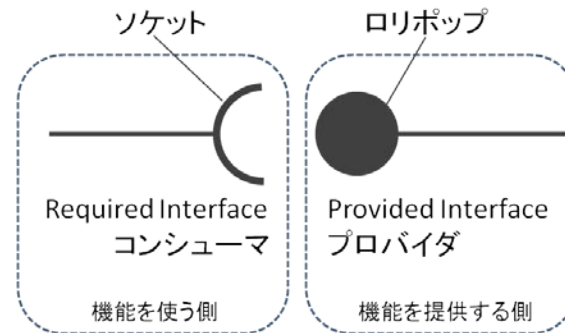 ソケット
ロリポップ
Required Interface
コンシューマ
機能を使う側
Provided Interface
プロバイダ
機能を提供する側